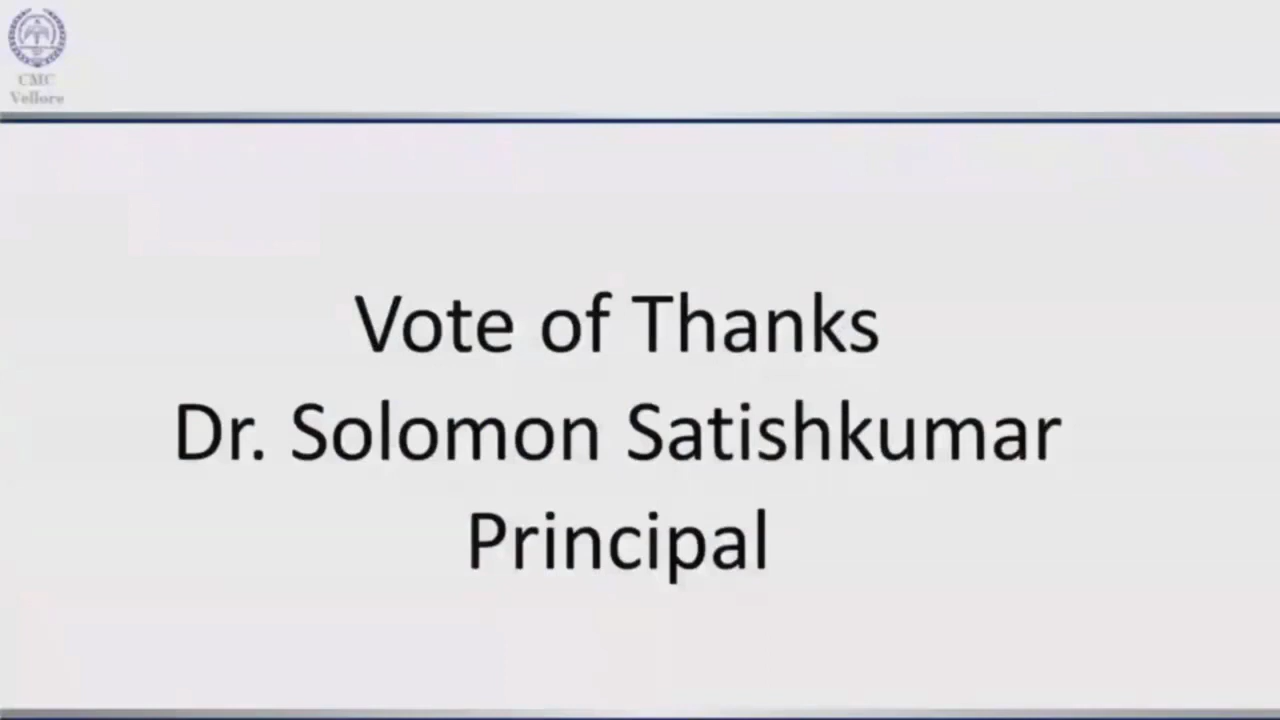 CMC
Vellore
Vote of Thanks
Dr. Solomon Satishkumar
Principal